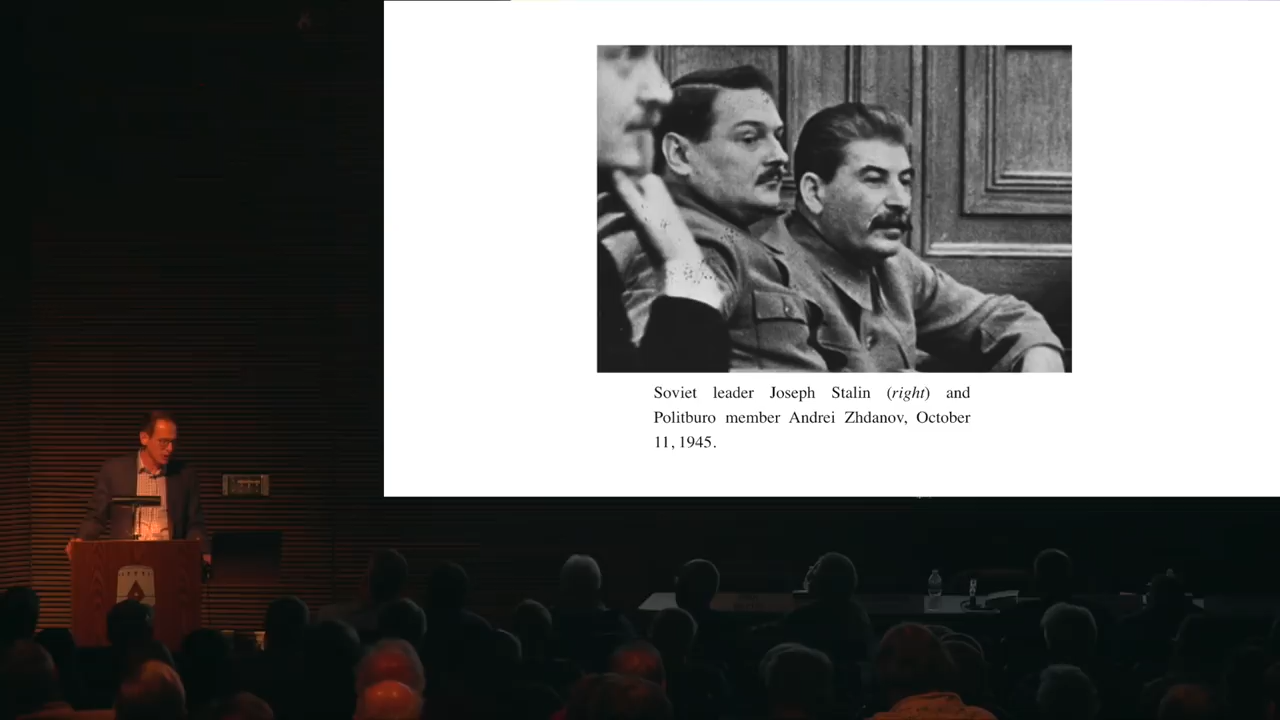 Soviet leader Joseph Stalin (right) and
Politburo member Andrei Zhdanov, October
11, 1945.